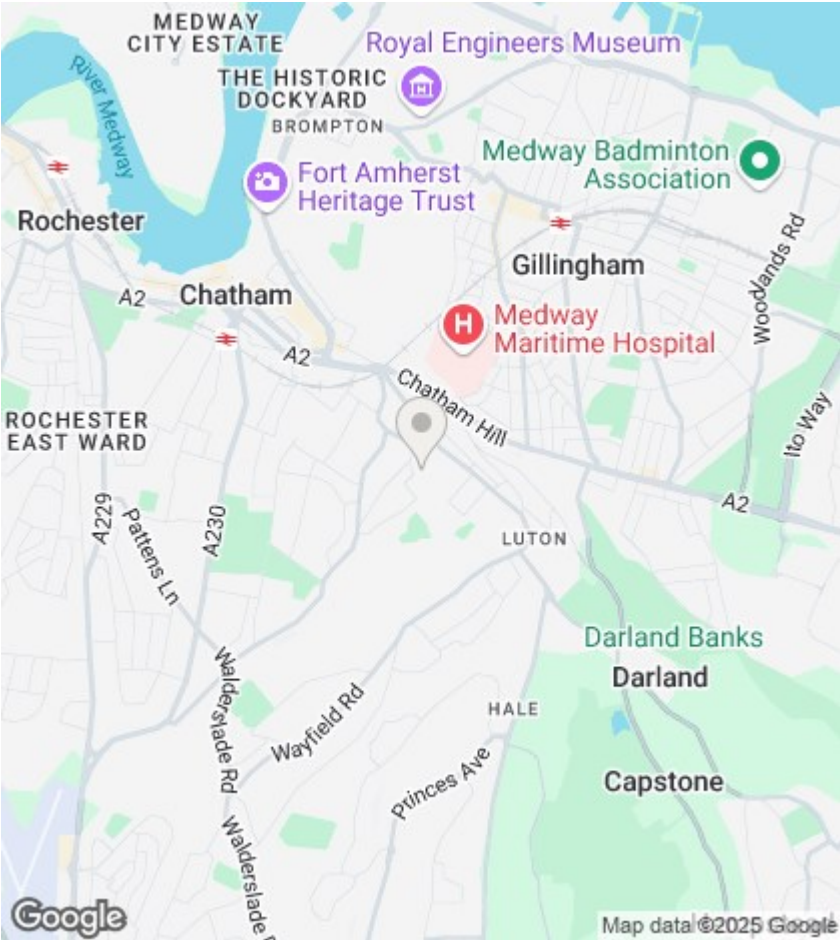 MEDWAY
CITY ESTATE
Royal Engineers Museum
THE HISTORIC
DOCKYARD
BROMPTON
River Medway
Medway Badminton
Association
Fort Amherst
Heritage Trust
Rochester
Woodlands Rd
Gillingham
A2
Chatham
H
Medway
Maritime Hospital
A2
Chatham Hill
ROCHESTER
EAST WARD
Ito Way
A229
A230
A2
Pattens Ln
LUTON
Darland Banks
Darland
Walderslade Rd
Wayfield Rd
HALE
Princes Ave
Capstone
Walderslade
Google
Map data ©2025 Google